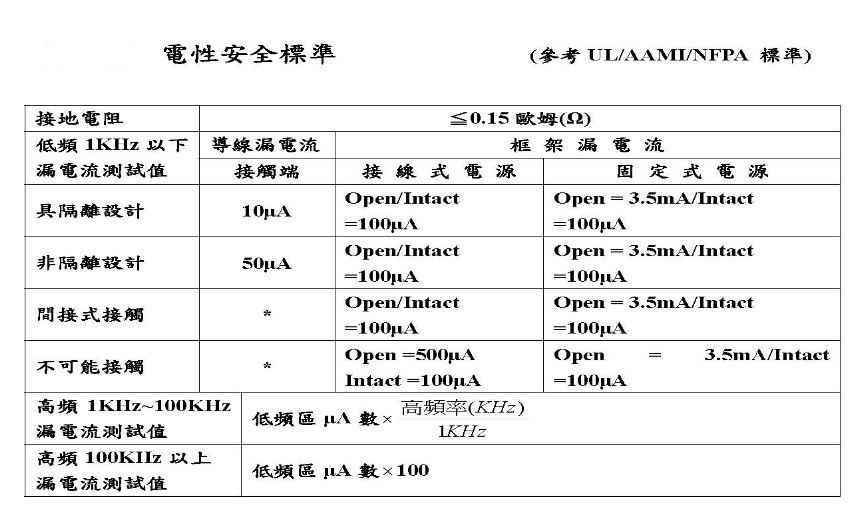 電性安全標準 (參考 UL/AAMI/NFPA 標準)
接地電阻 ≦0.15 歐姆(Ω)
低頻 1KHz 以下 導線漏電流 框 架 漏 電 流
漏電流測試值 接觸端 接 線 式 電 源 固 定 式 電 源
具隔離設計 10μA Open/Intact =100μA Open = 3.5mA/Intact =100μA
非隔離設計 50μA Open/Intact =100μA Open = 3.5mA/Intact =100μA
間接式接觸 * Open/Intact =100μA Open = 3.5mA/Intact =100μA
不可能接觸 * Open =500μA Intact =100μA Open = 3.5mA/Intact =100μA
高頻 1KHz~100KHz
漏電流測試值
低頻區 μA 數× 高頻率(KHz)
1KHz
高頻 100KHz 以上
漏電流測試值
低頻區 μA 數×100